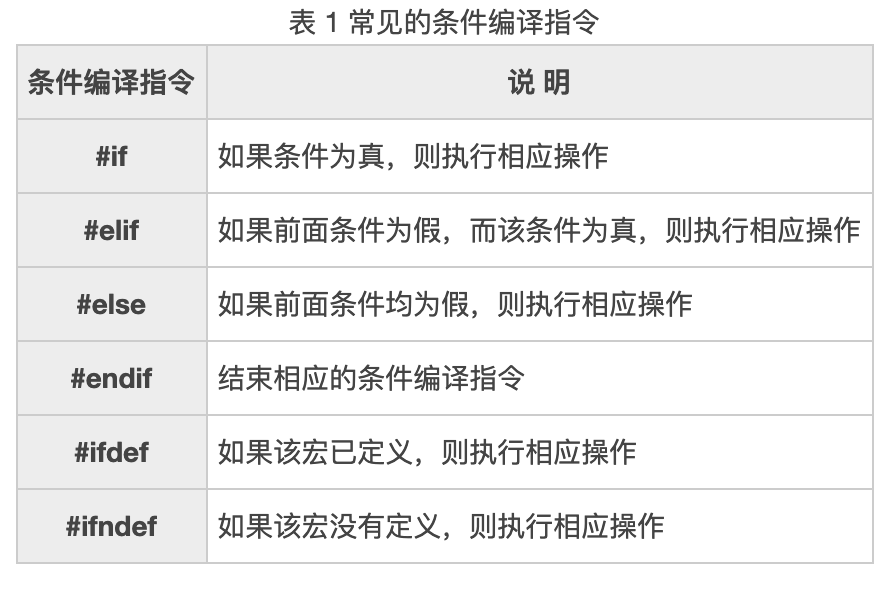 表 1 常见的条件编译指令
条件编译指令 说 明
#if 如果条件为真，则执行相应操作
#elif 如果前面条件为假，而该条件为真，则执行相应操作
#else 如果前面条件均为假，则执行相应操作
#endif 结束相应的条件编译指令
#ifdef 如果该宏已定义，则执行相应操作
#ifndef 如果该宏没有定义，则执行相应操作